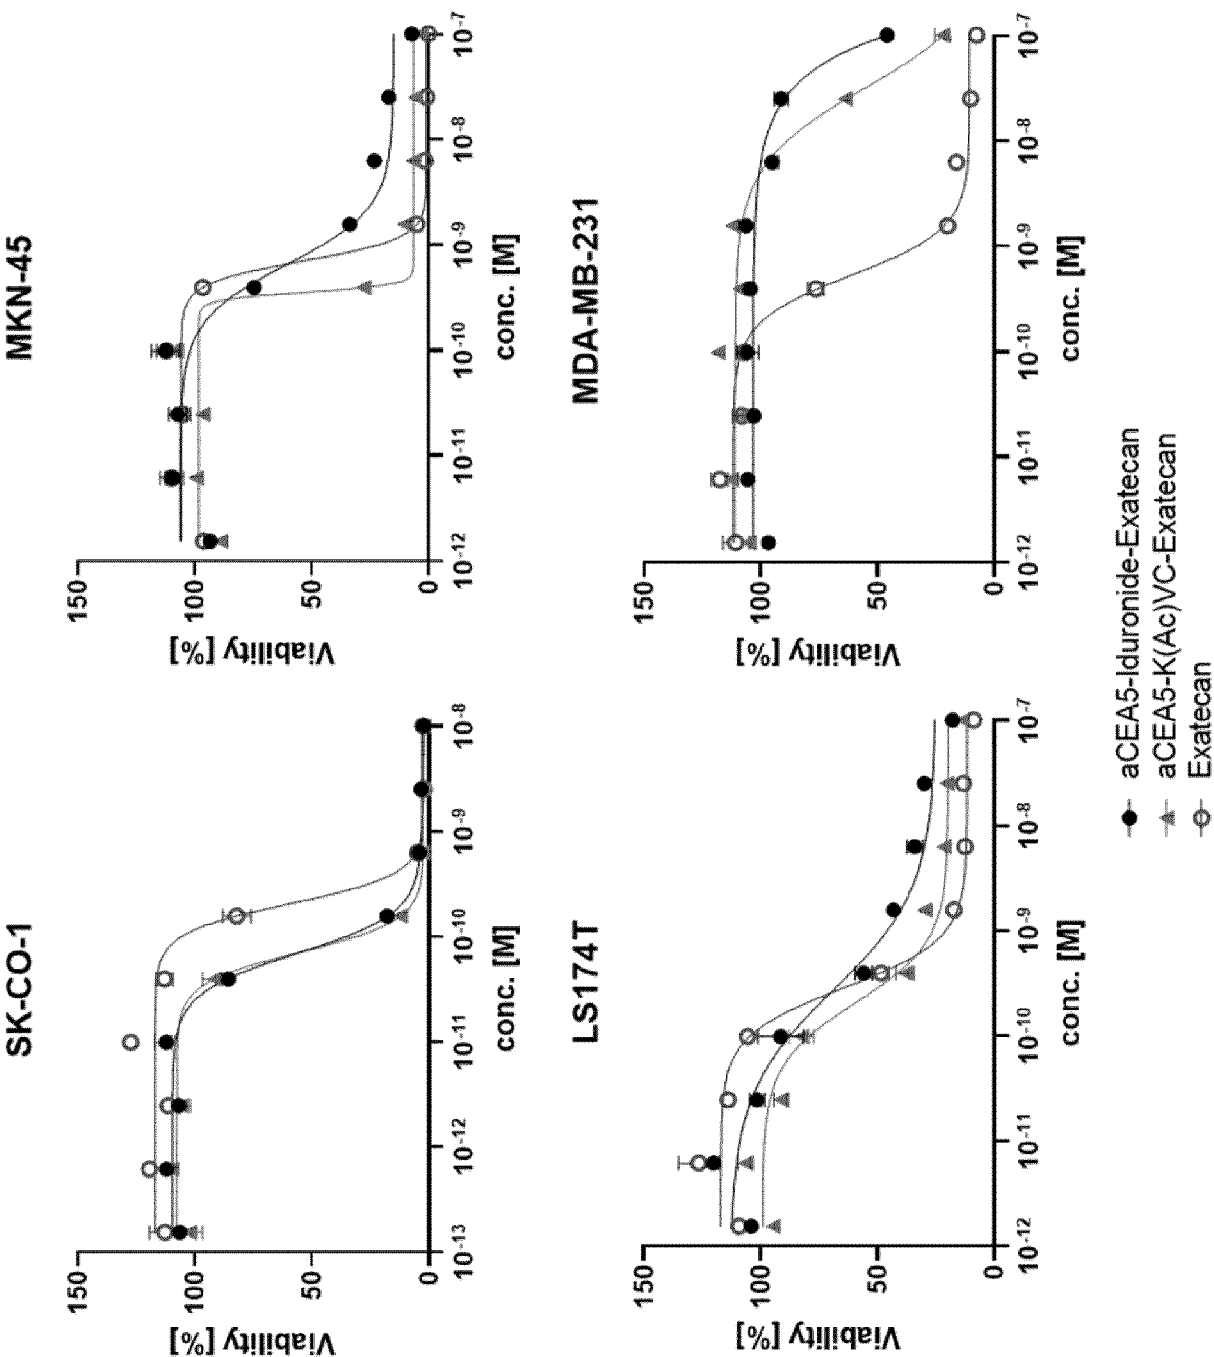 SK-CO-1
Viability [%]
150
100
50
0
10-13
10-12
10-11
10-10
10-9
10-8
conc. [M]
MKN-45
Viability [%]
150
100
50
0
10-12
10-11
10-10
10-9
10-8
10-7
conc. [M]
LS174T
Viability [%]
150
100
50
0
10-12
10-11
10-10
10-9
10-8
10-7
conc. [M]
MDA-MB-231
Viability [%]
150
100
50
0
10-12
10-11
10-10
10-9
10-8
10-7
conc. [M]
aCEA5-Iduronide-Exatecan
aCEA5-K(Ac)VC-Exatecan
Exatecan